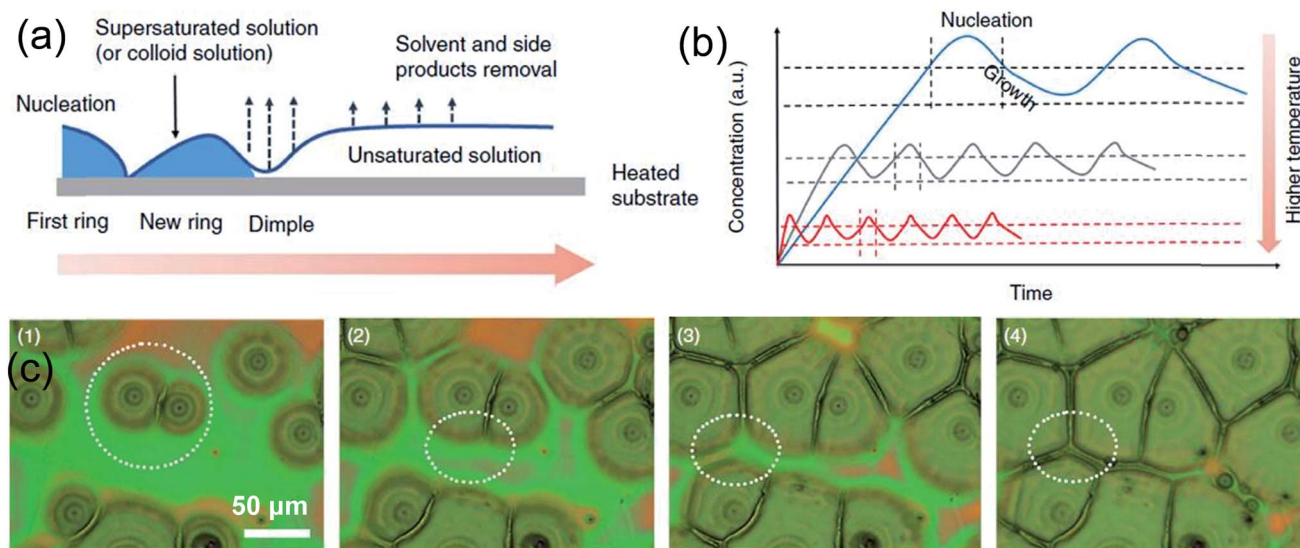 (a)
Supersaturated solution
(or colloid solution)
Solvent and side
products removal
Nucleation
Unsaturated solution
Heated
substrate
First ring
New ring
Dimple
(b)
Nucleation
Growth
Concentration (a.u.)
Higher temperature
Time
(c)
(1)
50 µm
(2)
(3)
(4)